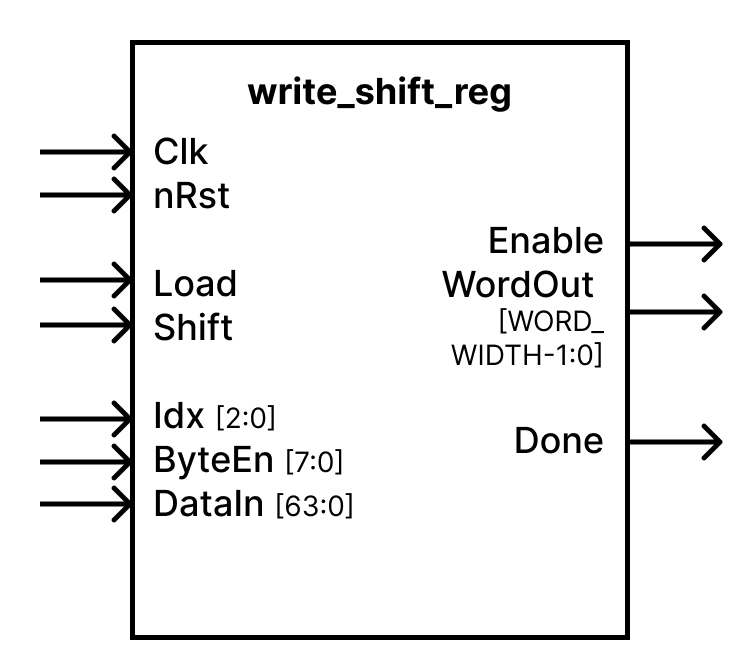 write_shift_reg
Clk
nRst
Load
Shift
Idx [2:0]
ByteEn [7:0]
DataIn [63:0]
Enable
WordOut
[WORD_
WIDTH-1:0]
Done